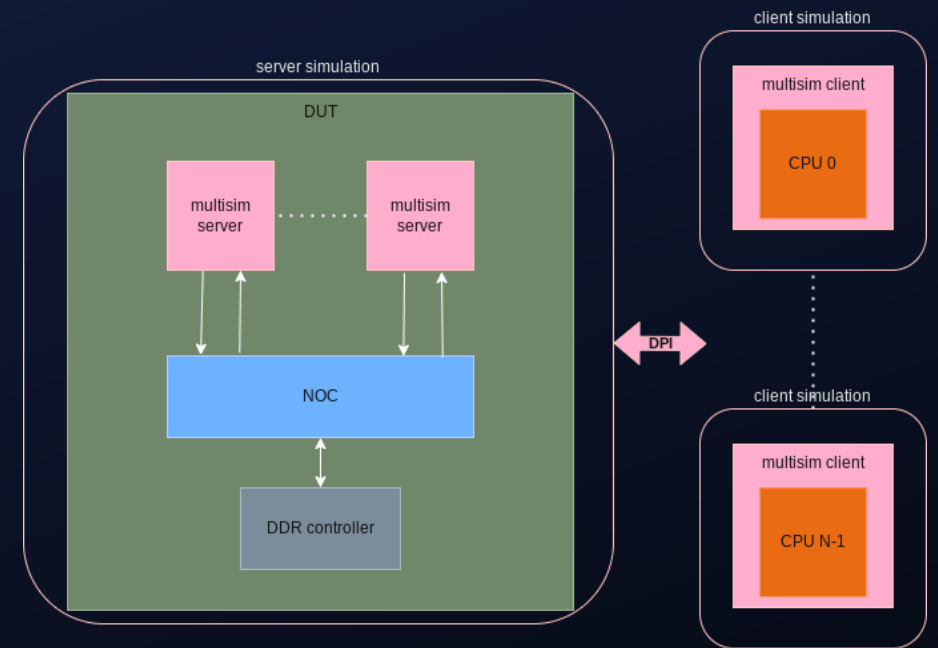 server simulation
DUT
multisim
server
multisim
server
NOC
DDR controller
DPI
client simulation
multisim client
CPU 0
client simulation
multisim client
CPU N-1